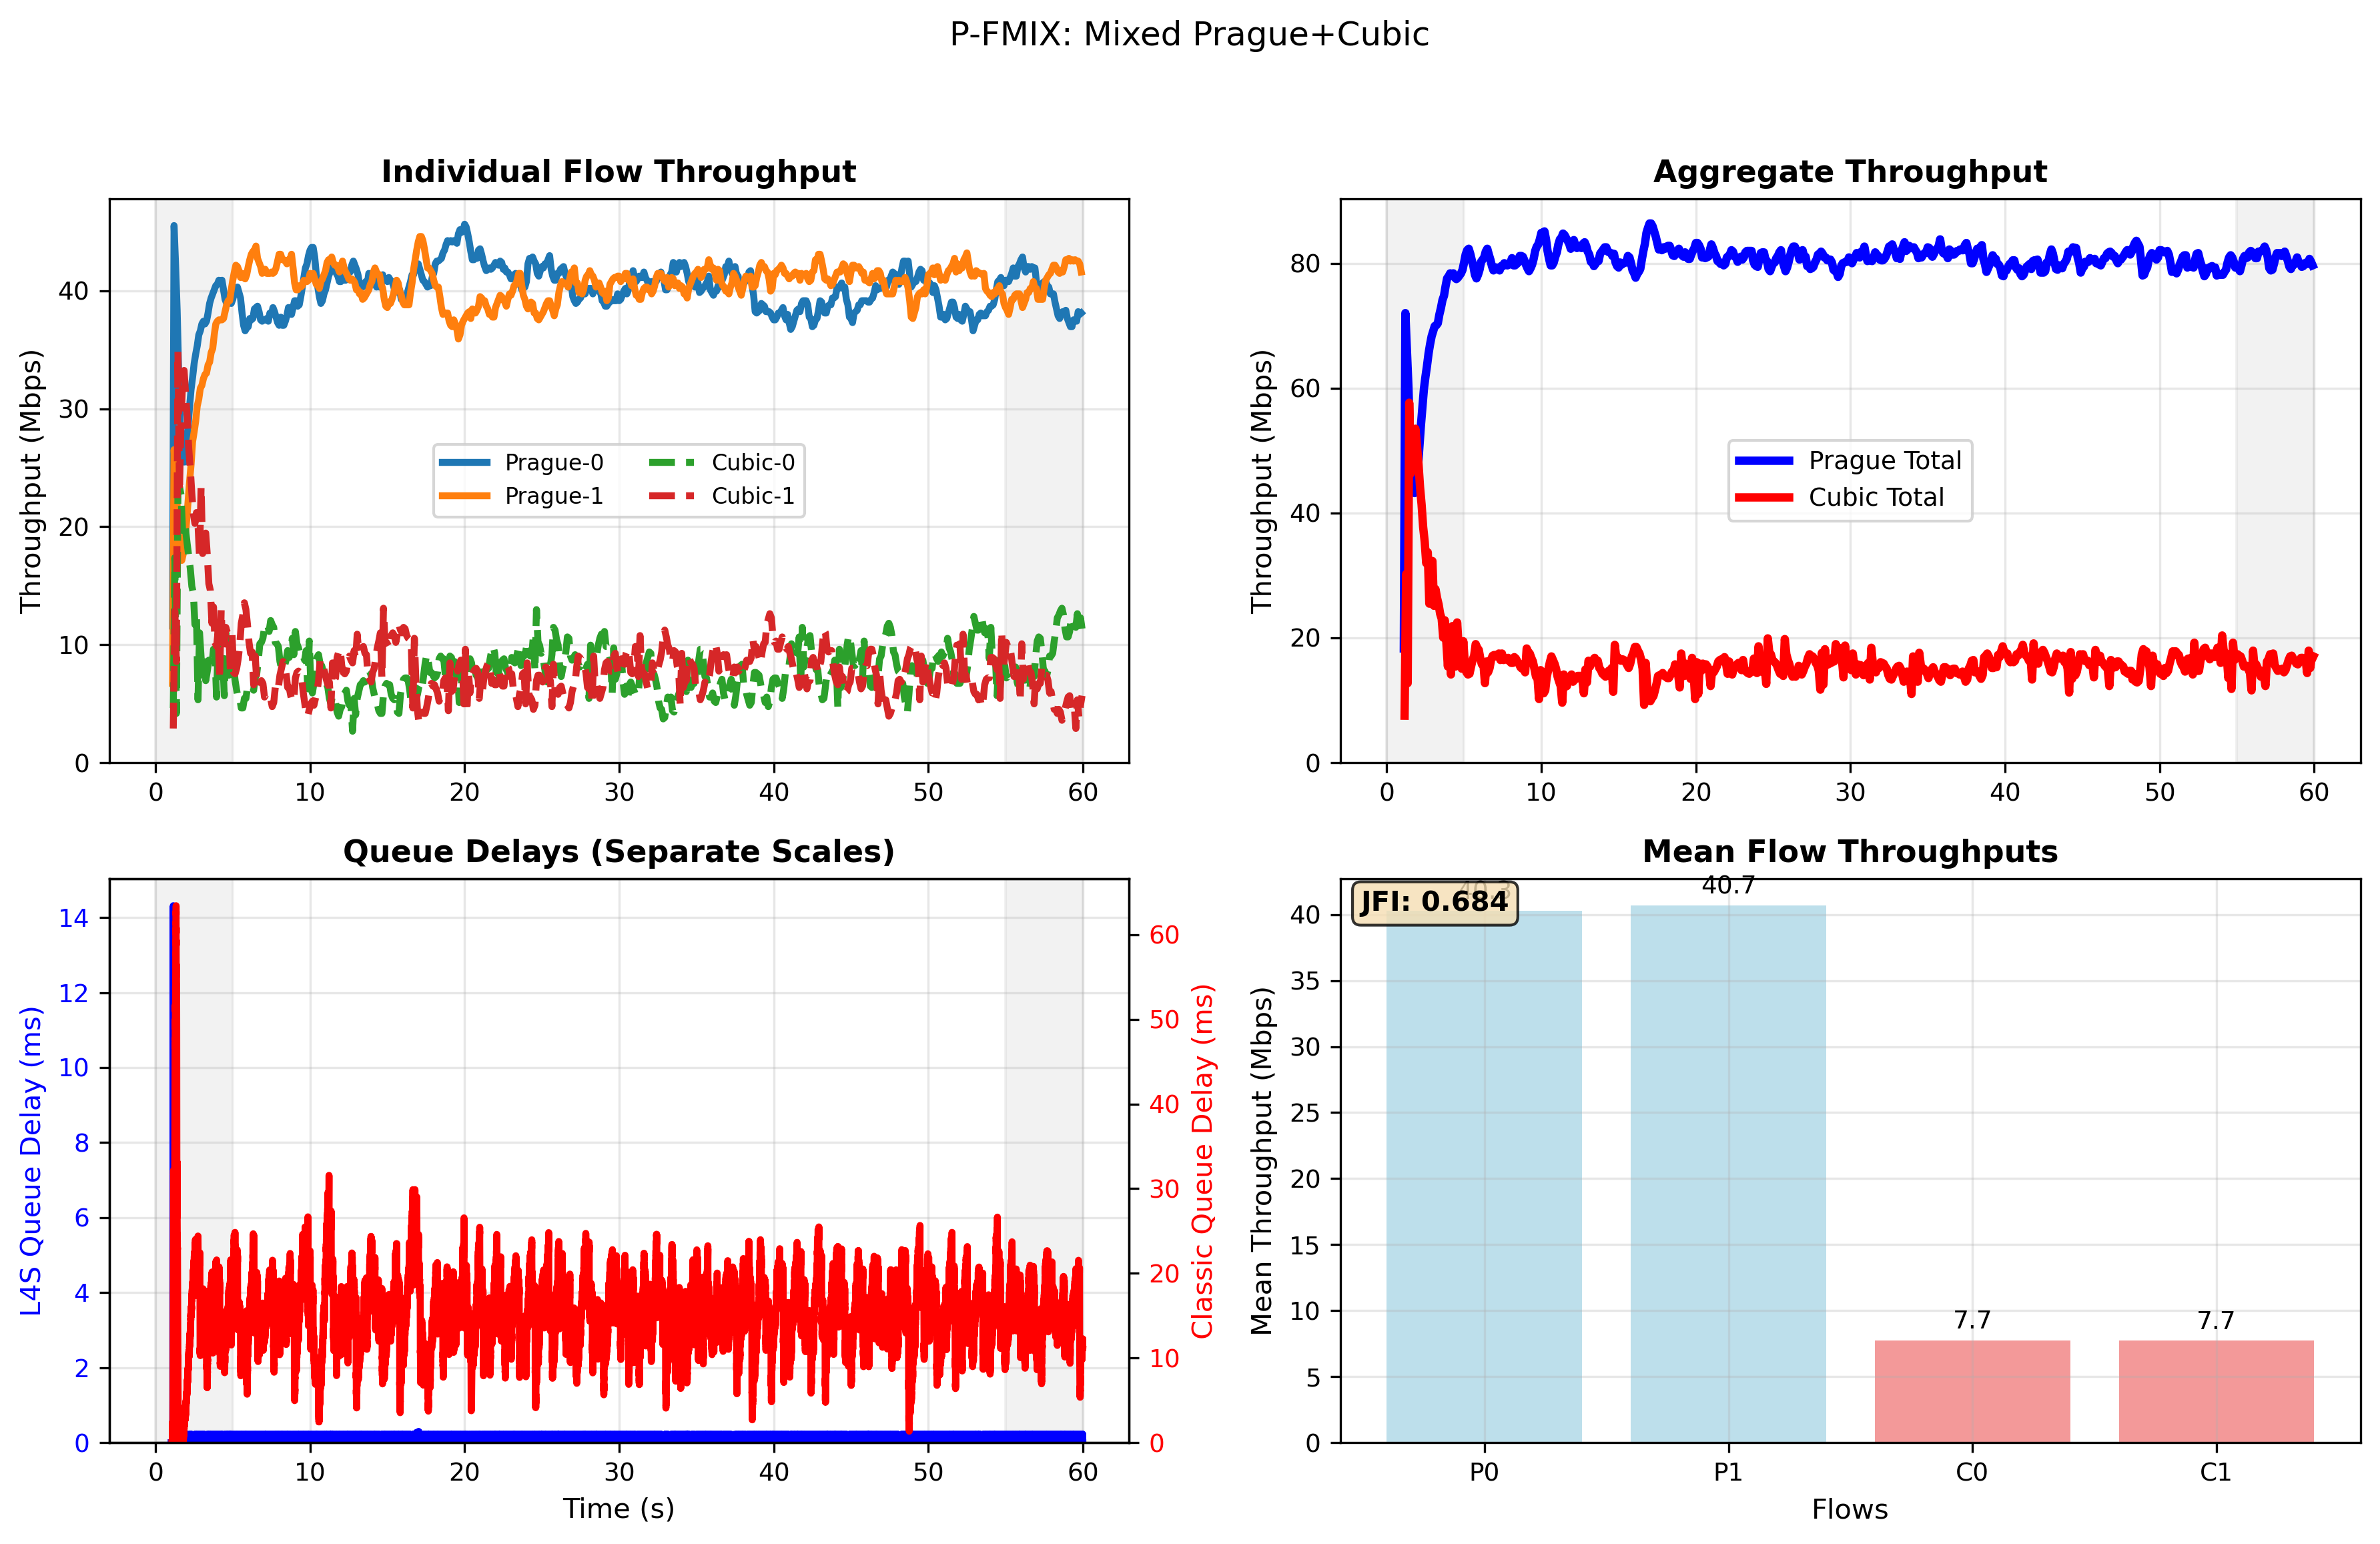 P-FMIX: Mixed Prague+Cubic
Individual Flow Throughput
Throughput (Mbps)
40
30
20
10
0
Prague-0
Prague-1
Cubic-0
Cubic-1
0 10 20 30 40 50 60
Aggregate Throughput
Throughput (Mbps)
80
60
40
20
0
Prague Total
Cubic Total
0 10 20 30 40 50 60
Queue Delays (Separate Scales)
L4S Queue Delay (ms)
14
12
10
8
6
4
2
0
60
50
40
30
20
10
0
Classic Queue Delay (ms)
0 10 20 30 40 50 60
Time (s)
Mean Flow Throughputs
Mean Throughput (Mbps)
40
35
30
25
20
15
10
5
0
40.3
JFI: 0.684
40.7
7.7
7.7
P0 P1 C0 C1
Flows